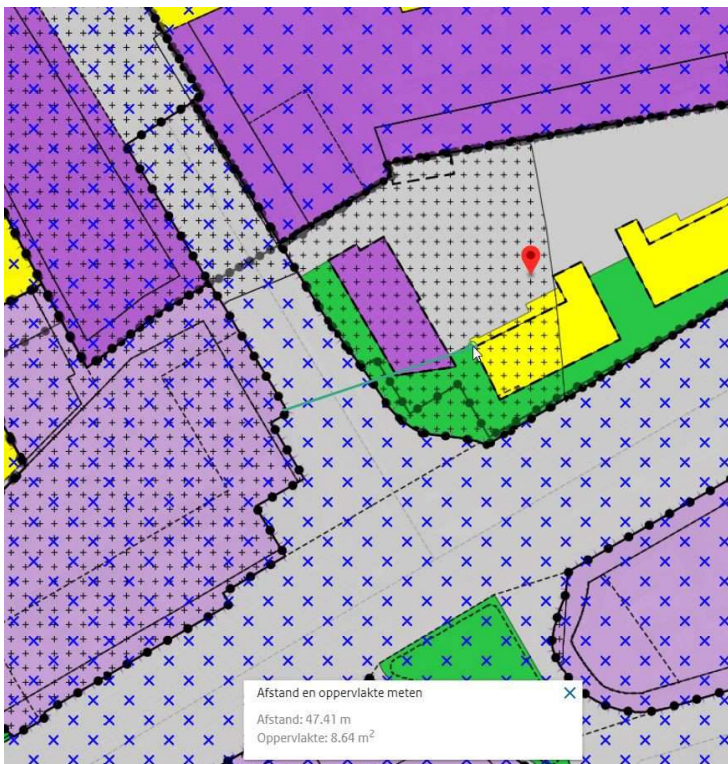 Afstand en oppervlakte meten
Afstand: 47.41 m
Oppervlakte: 8.64 m²